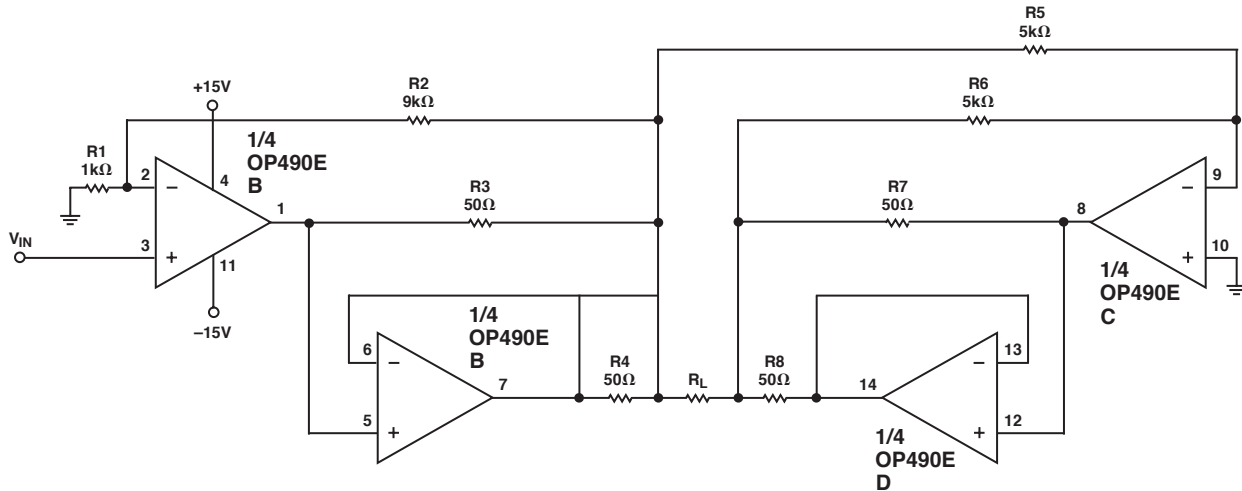 R5
5kΩ
R6
5kΩ
+15V
R2
9kΩ
1/4
OP490E
B
R1
1kΩ
2
−
4
R3
50Ω
R7
50Ω
9
−
1
8
VIN
3
+
11
10
+
−15V
1/4
OP490E
C
1/4
OP490E
B
6
−
7
R4
50Ω
RL
R8
50Ω
14
13
−
5
+
12
+
1/4
OP490E
D